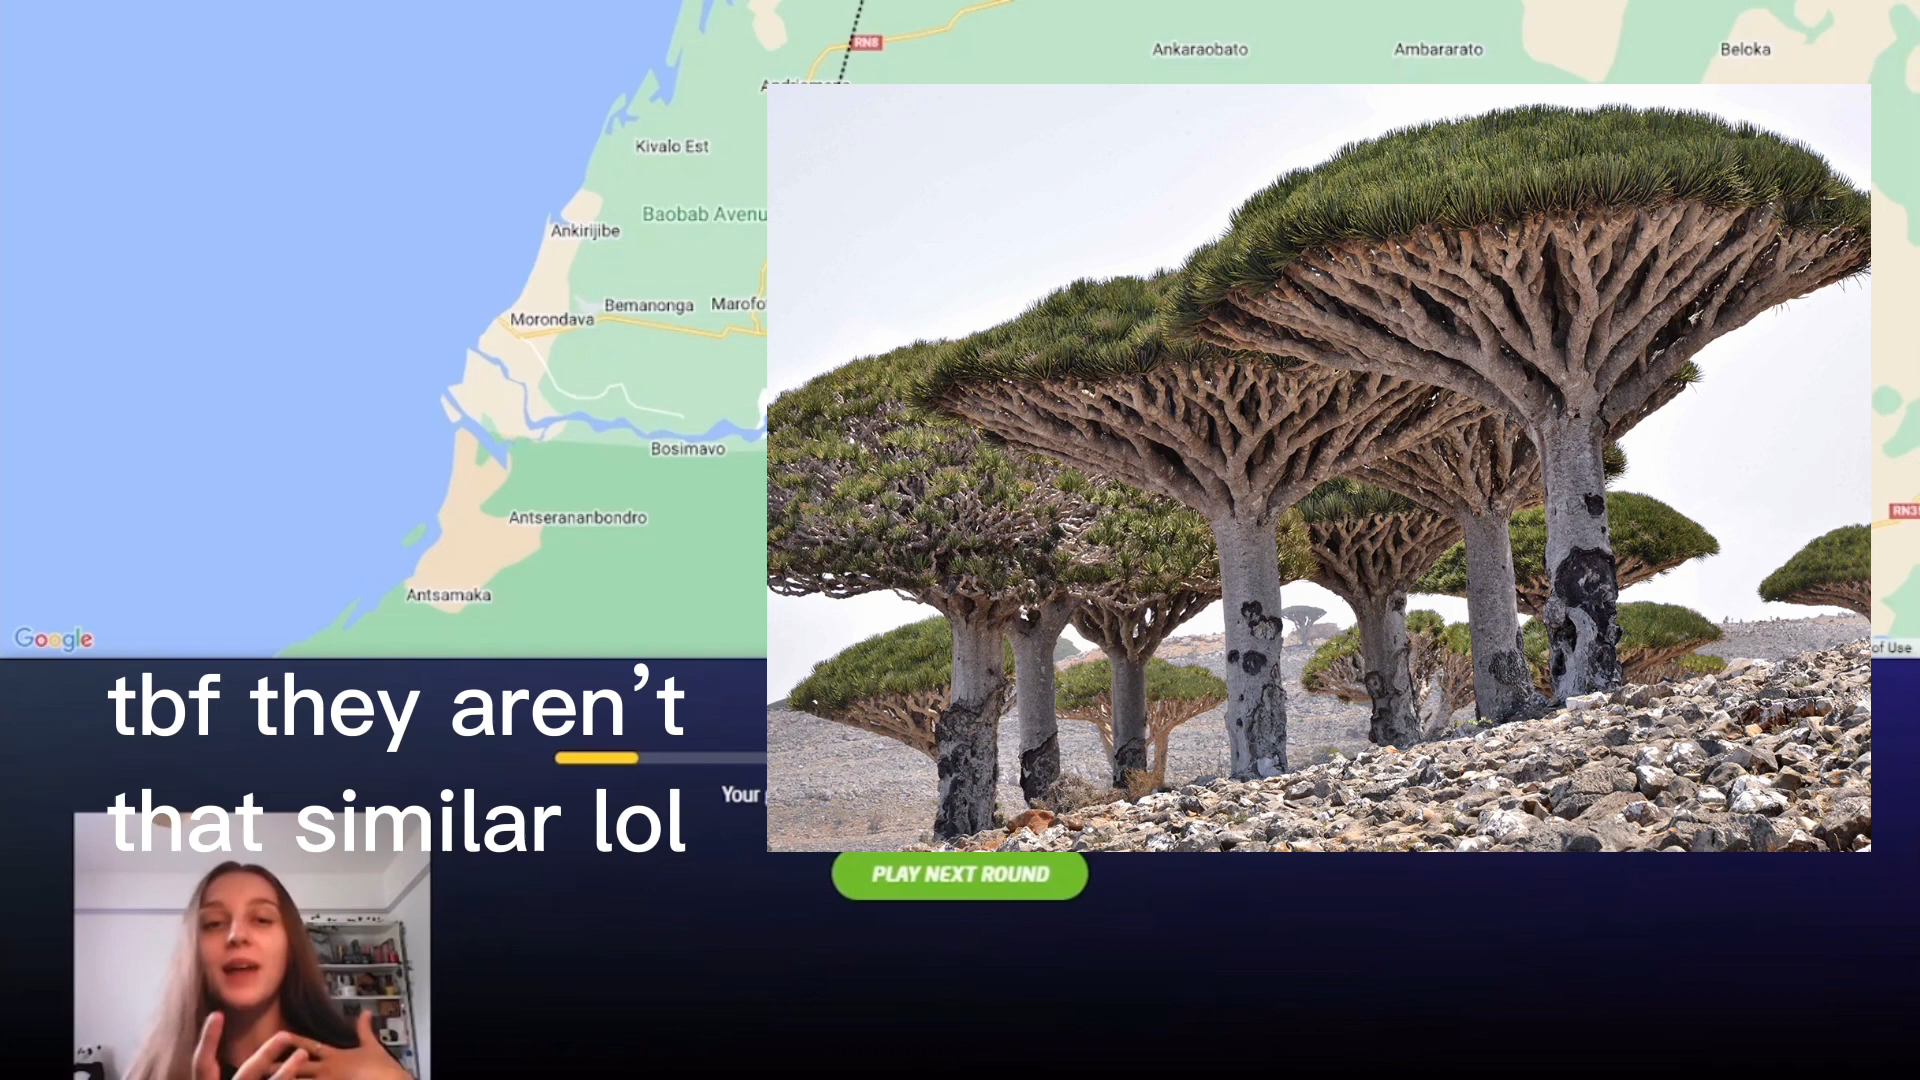 RN8
Ankaraobato
Ambararato
Beloka
Kivalo Est
Baobab Avenu
Ankirijibe
Bemanonga
Marofo
Morondava
Bosimavo
Antserananbondro
RN3
Antsamaka
Google
of Use
tbf they aren't
that similar lol
Your
PLAY NEXT ROUND